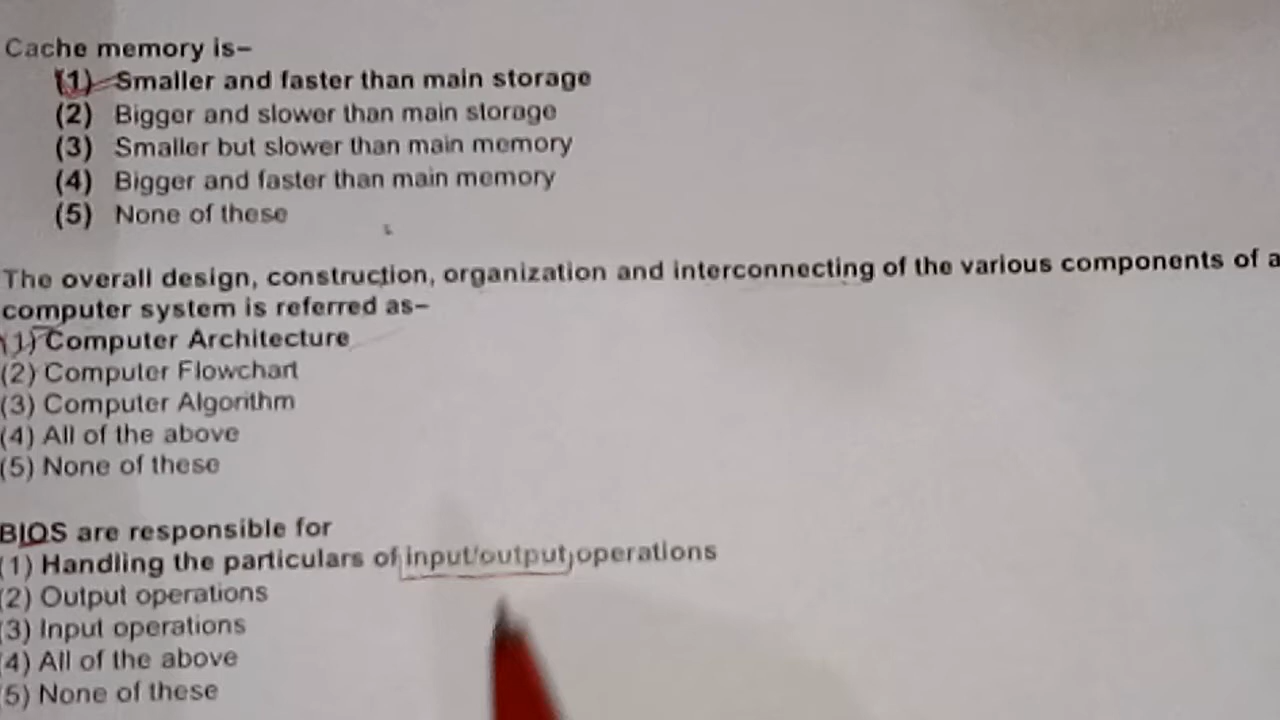 Cache memory is–
(1) Smaller and faster than main storage
(2) Bigger and slower than main storage
(3) Smaller but slower than main memory
(4) Bigger and faster than main memory
(5) None of these
The overall design, construction, organization and interconnecting of the various components of a
computer system is referred as–
(1) Computer Architecture
(2) Computer Flowchart
(3) Computer Algorithm
(4) All of the above
(5) None of these
BIOS are responsible for
(1) Handling the particulars of input/output operations
(2) Output operations
(3) Input operations
(4) All of the above
(5) None of these